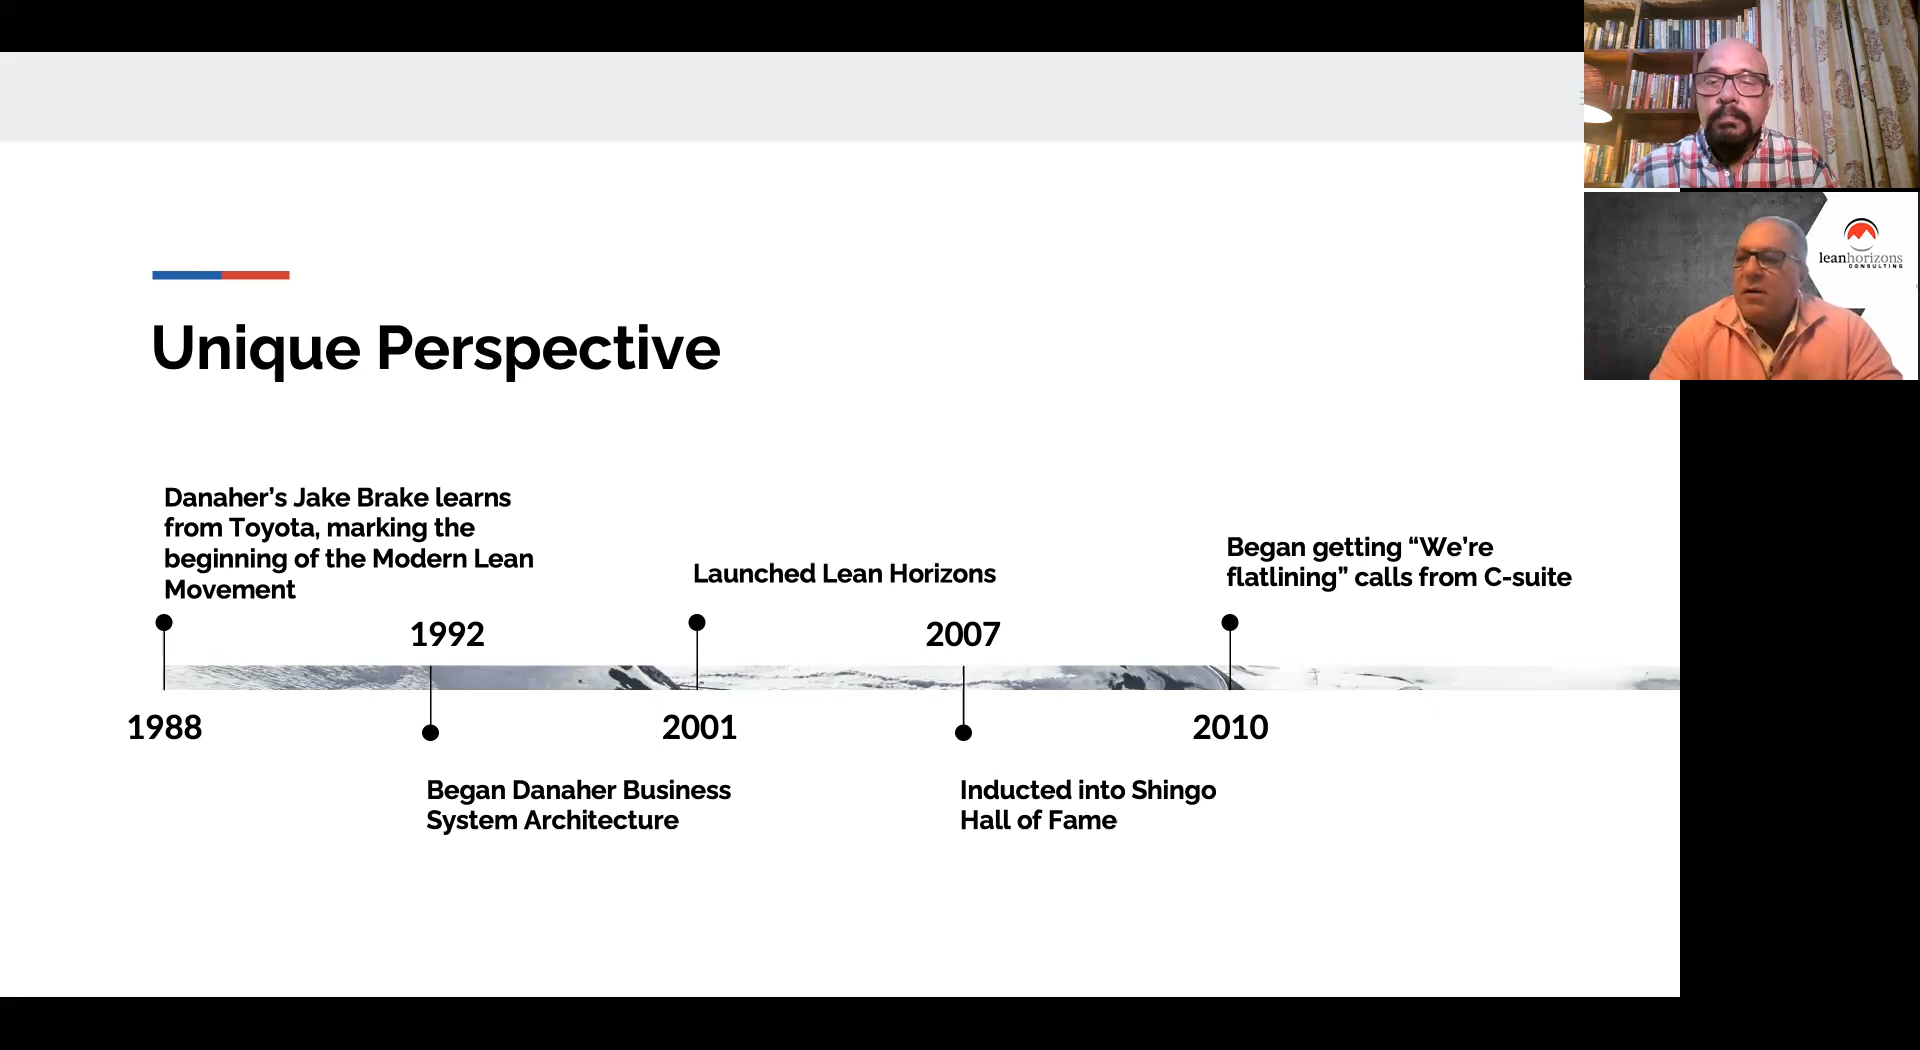 Unique Perspective
Danaher’s Jake Brake learns
from Toyota, marking the
beginning of the Modern Lean
Movement
1988
1992
Began Danaher Business
System Architecture
Launched Lean Horizons
2001
2007
Inducted into Shingo
Hall of Fame
Began getting “We’re
flatlining” calls from C-suite
2010
leanhorizons
CONSULTING